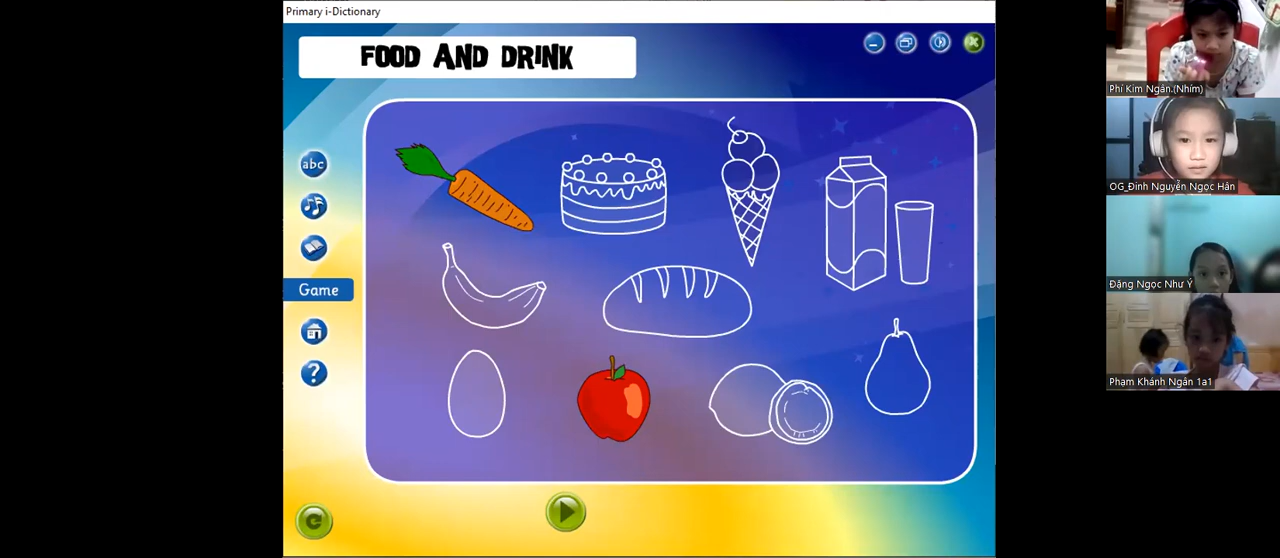 Primary i-Dictionary
FOOD AND DRINK
abc
Game
?
Phí Kim Ngân.(Nhím)
OG_Đinh Nguyễn Ngọc Hân
Đặng Ngọc Như Ý
Phạm Khánh Ngân 1a1